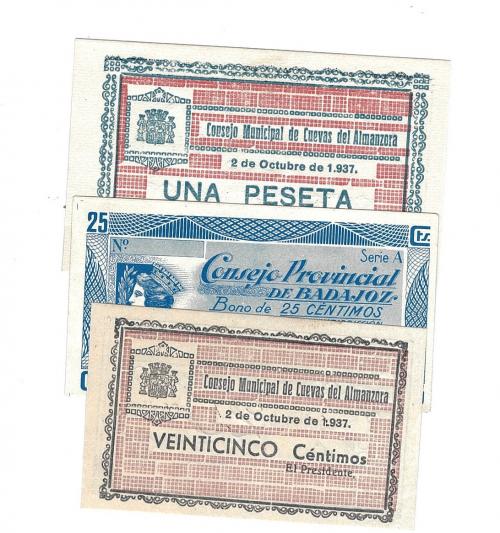 Consejo Municipal de Cuevas del Almanzora
2 de Octubre de 1.937.
UNA PESETA
25 Cts.
Nº
Serie A
Consejo Provincial
DE BADAJOZ
Bono de 25 CÉNTIMOS
Consejo Municipal de Cuevas del Almanzora
2 de Octubre de 1.937.
VEINTICINCO Céntimos
El Presidente,